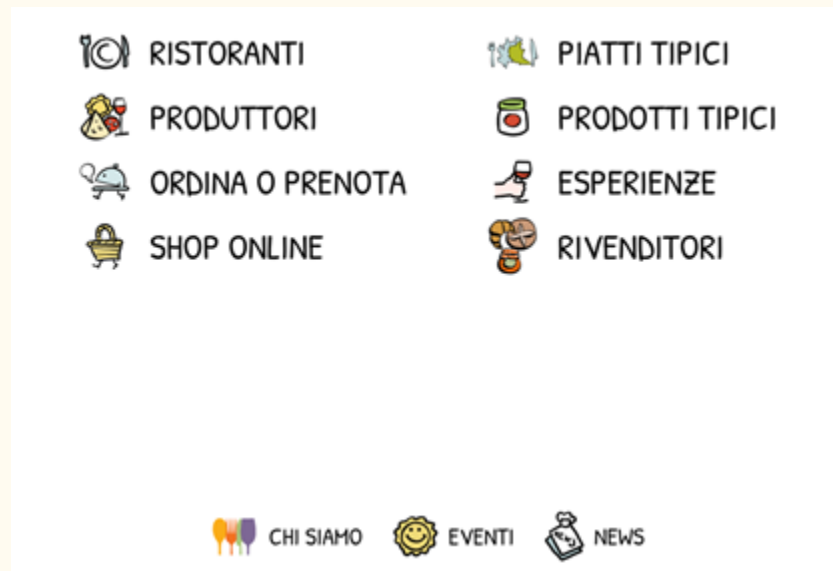 RISTORANTI
PIATTI TIPICI
PRODUTTORI
PRODOTTI TIPICI
ORDINA O PRENOTA
ESPERIENZE
SHOP ONLINE
RIVENDITORI
CHI SIAMO
EVENTI
NEWS